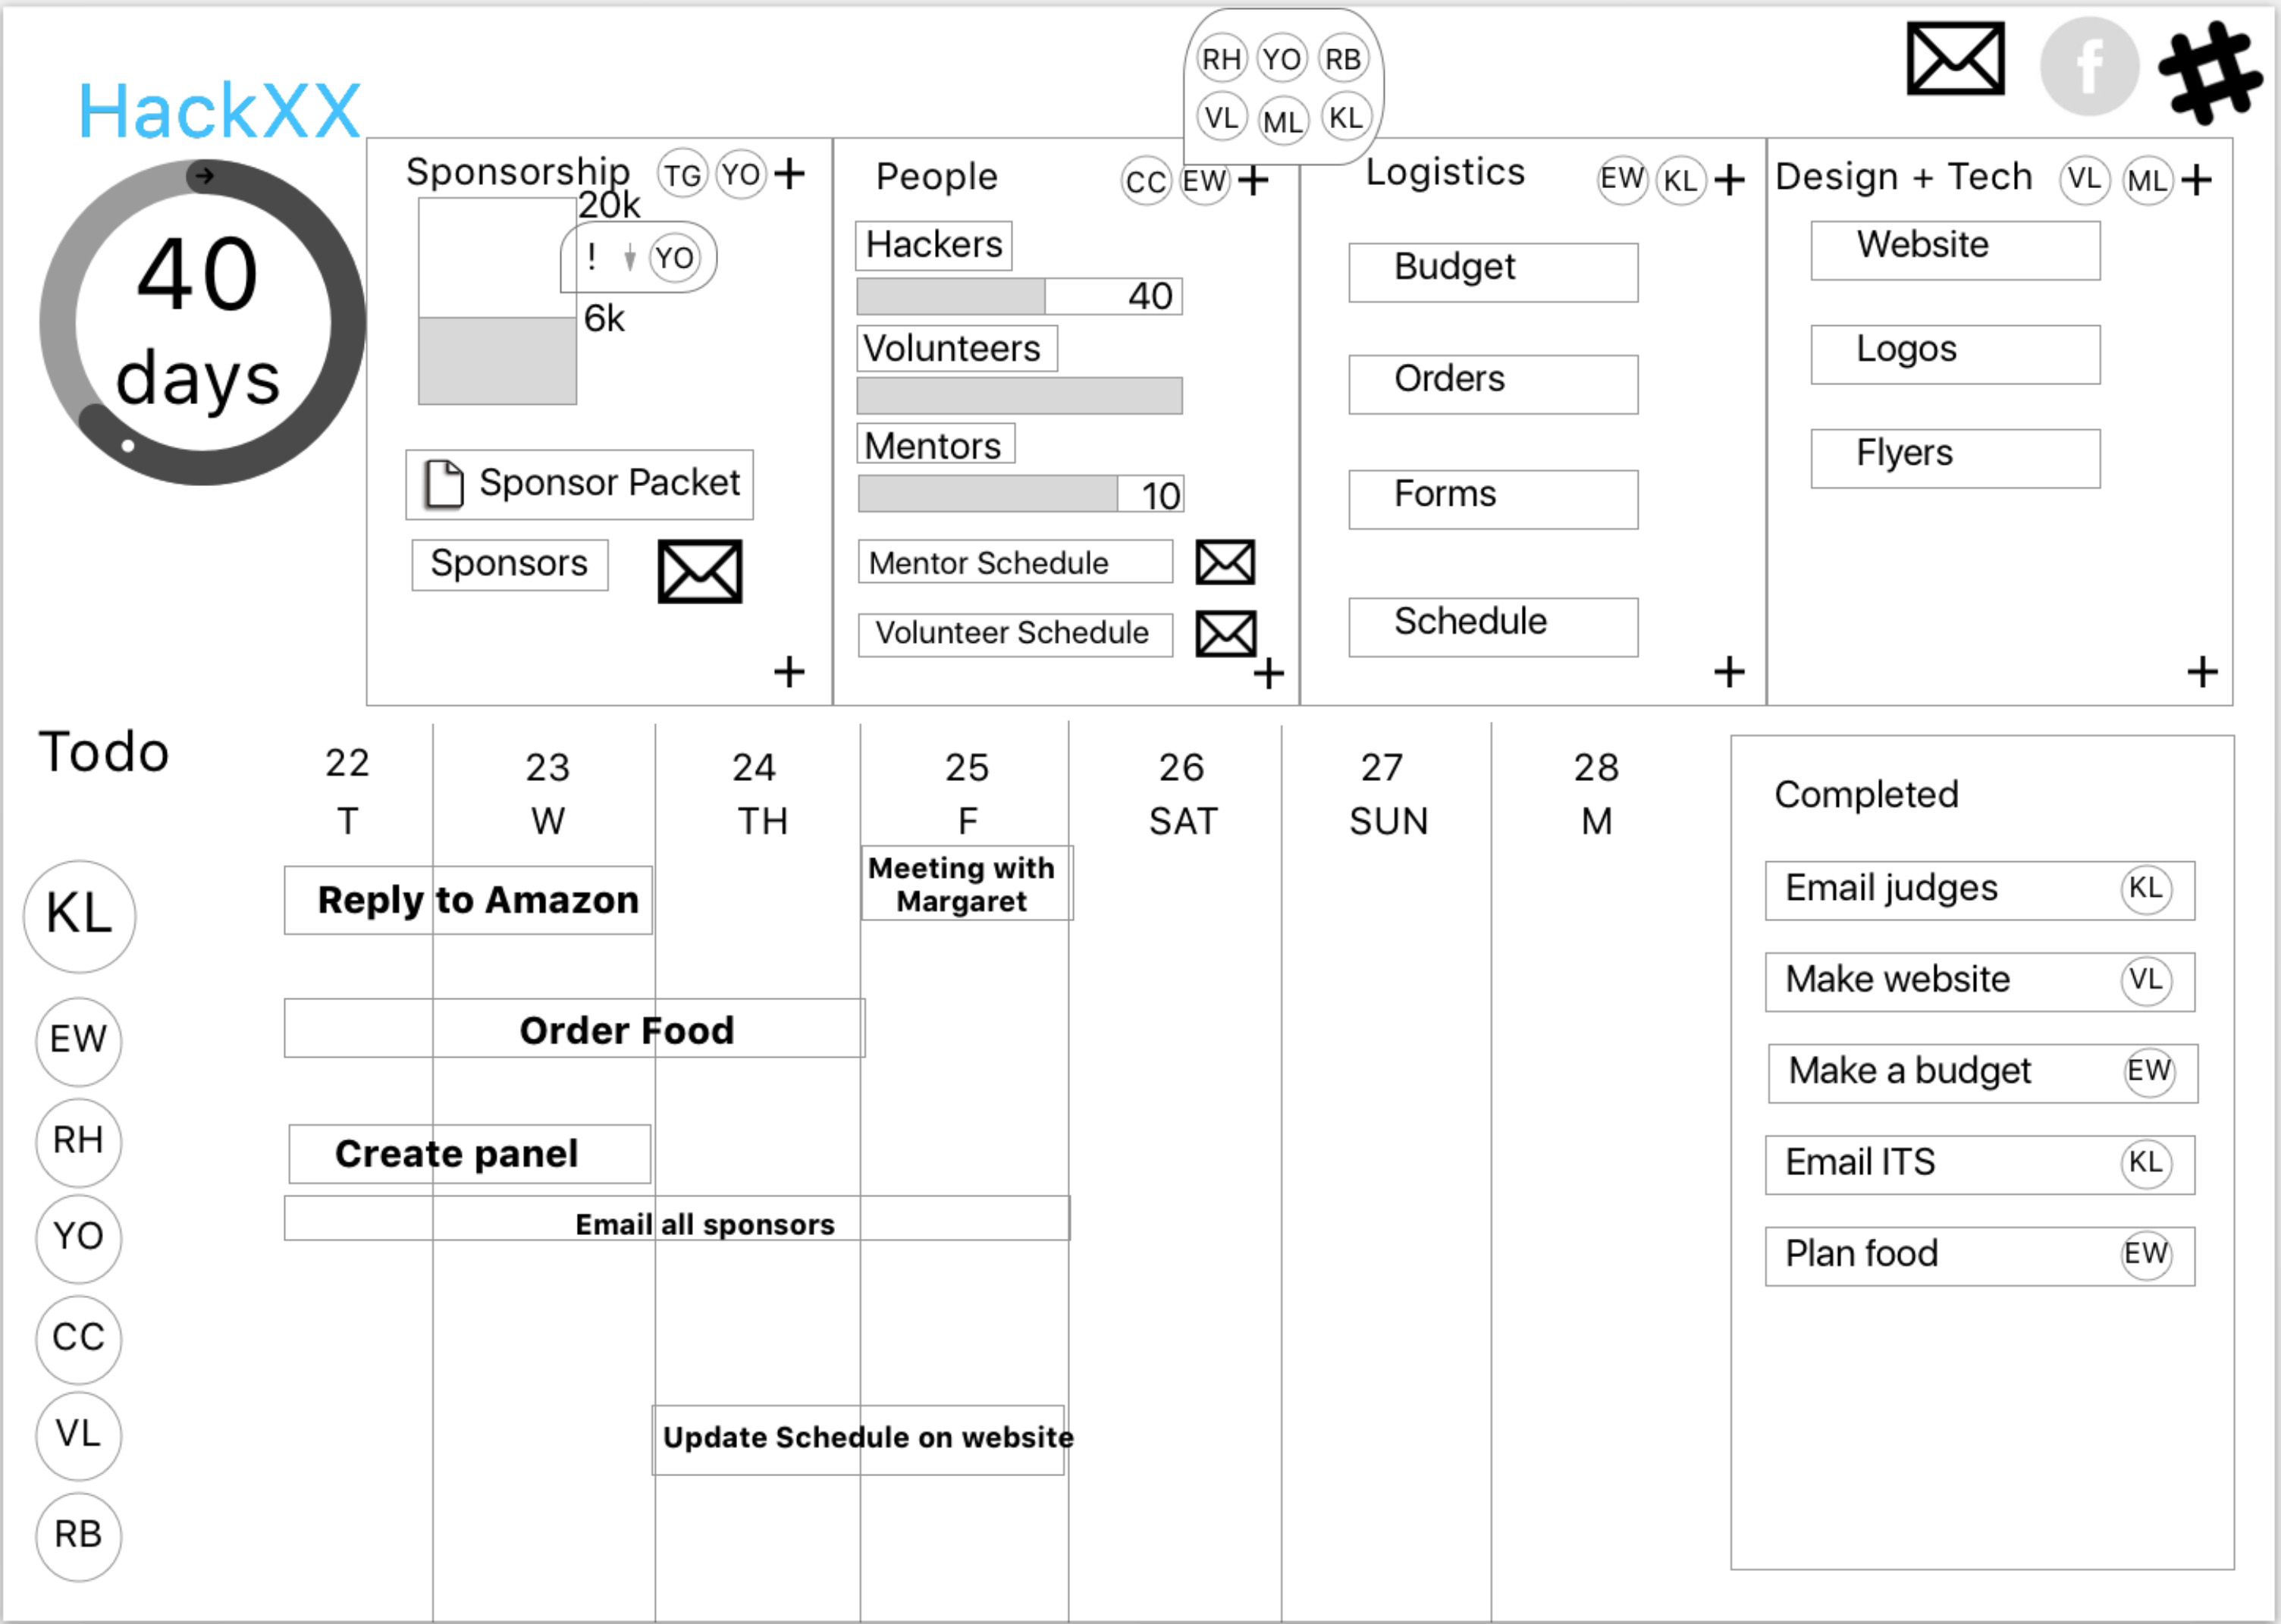 HackXX
RH YO RB
VL ML KL
f
40
days
Sponsorship TG YO +
20k
! YO
6k
Sponsor Packet
Sponsors
+
People CC EW +
Hackers
40
Volunteers
Mentors
10
Mentor Schedule
Volunteer Schedule
+
Logistics EW KL +
Budget
Orders
Forms
Schedule
+
Design + Tech VL ML +
Website
Logos
Flyers
+
Todo
22 23 24 25 26 27 28
T W TH F SAT SUN M
KL
Reply to Amazon
Meeting with
Margaret
EW
Order Food
RH
Create panel
YO
Email all sponsors
CC
VL
Update Schedule on website
RB
Completed
Email judges KL
Make website VL
Make a budget EW
Email ITS KL
Plan food EW